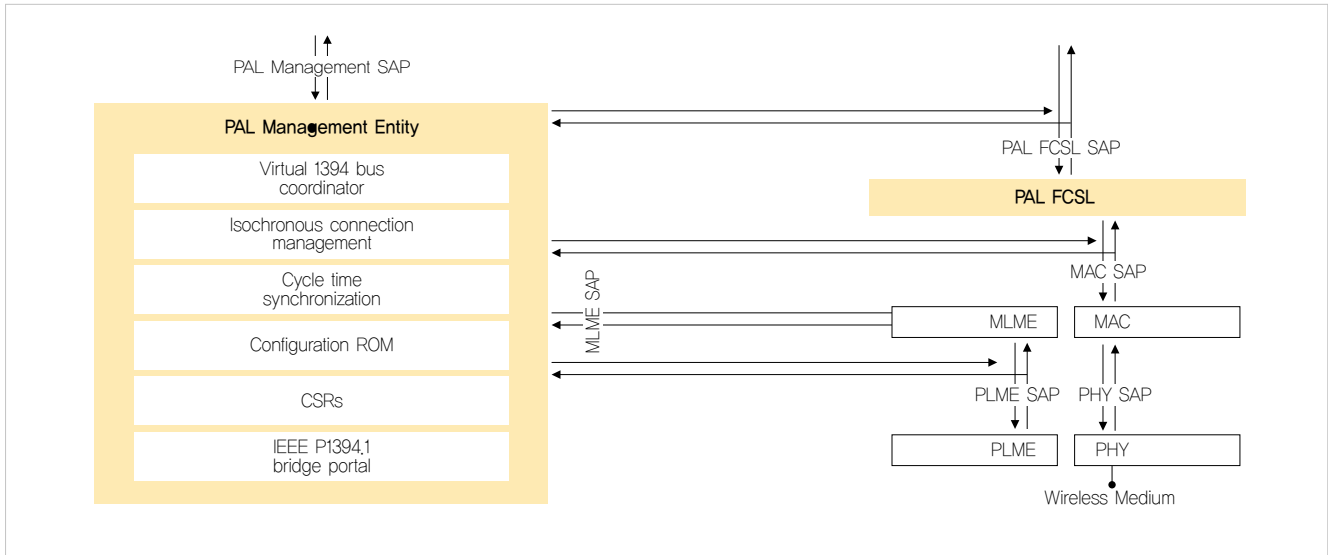 PAL Management SAP
PAL Management Entity
Virtual 1394 bus
coordinator
Isochronous connection
management
Cycle time
synchronization
Configuration ROM
CSRs
IEEE P1394.1
bridge portal
MLME SAP
PAL FCSL SAP
PAL FCSL
MAC SAP
MLME
MAC
PLME SAP
PHY SAP
PLME
PHY
Wireless Medium